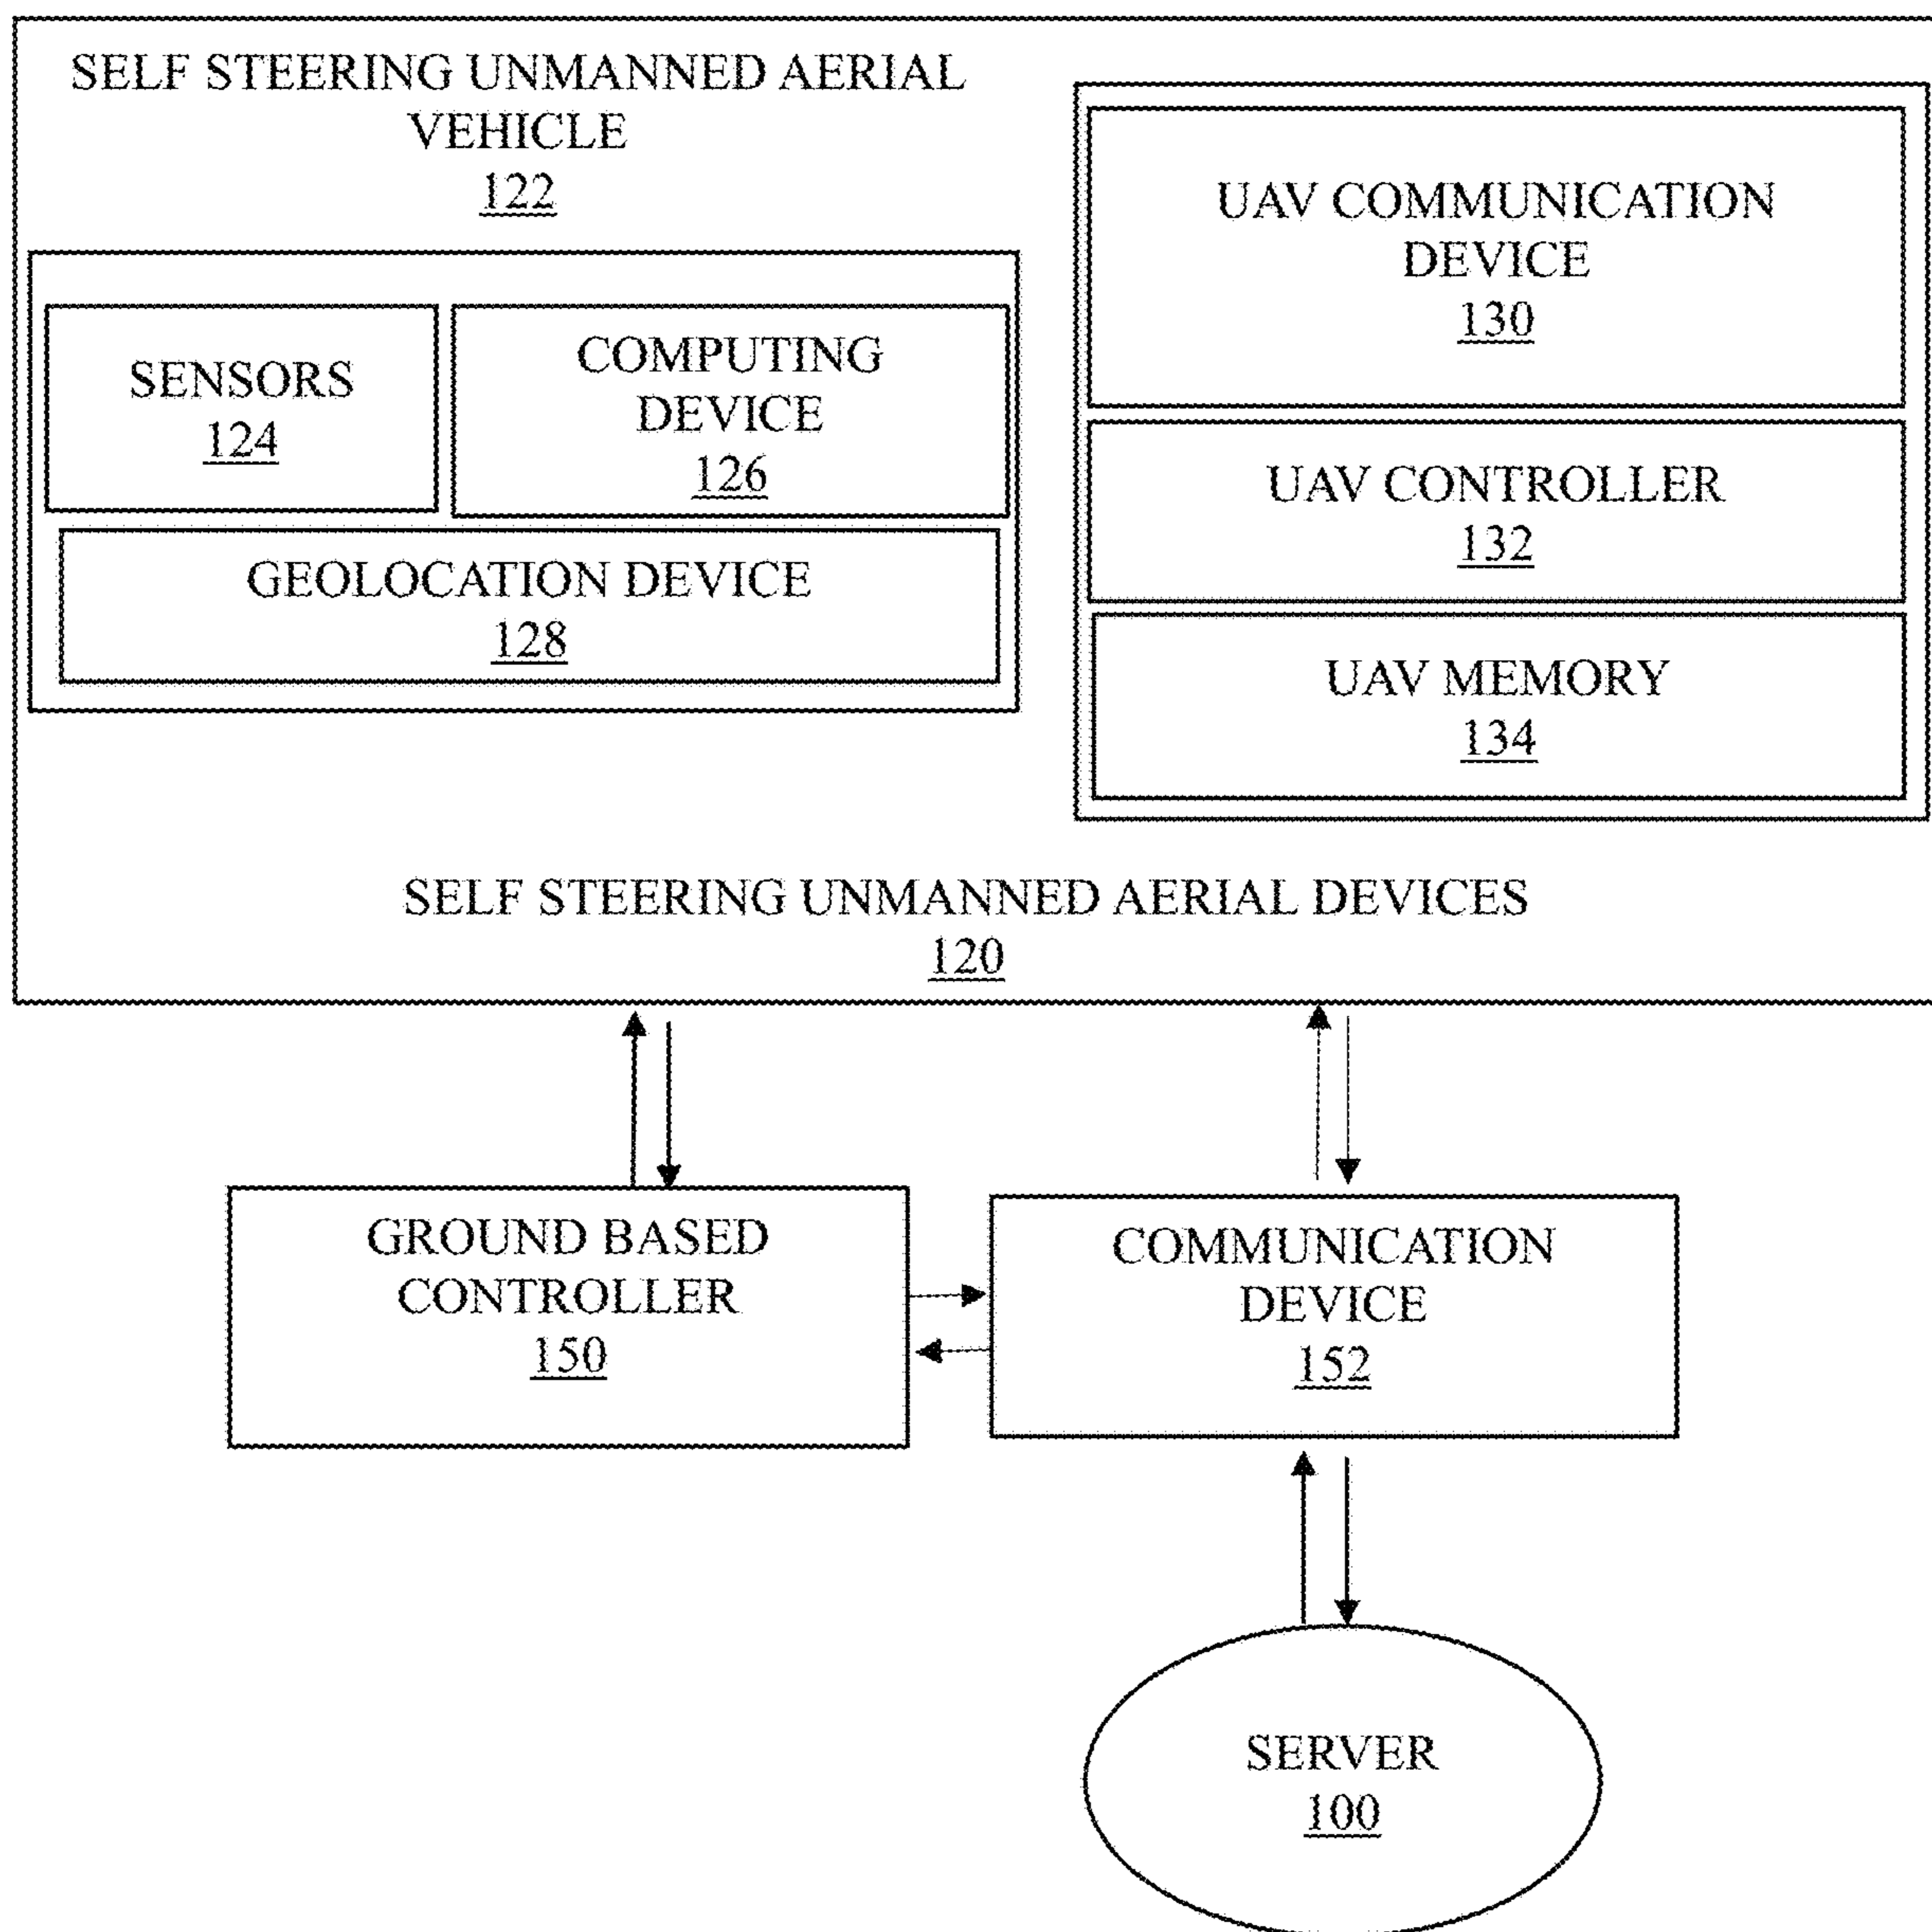 SELF STEERING UNMANNED AERIAL
VEHICLE
122
SENSORS
124
COMPUTING
DEVICE
126
GEOLOCATION DEVICE
128
UAV COMMUNICATION
DEVICE
130
UAV CONTROLLER
132
UAV MEMORY
134
SELF STEERING UNMANNED AERIAL DEVICES
120
GROUND BASED
CONTROLLER
150
COMMUNICATION
DEVICE
152
SERVER
100